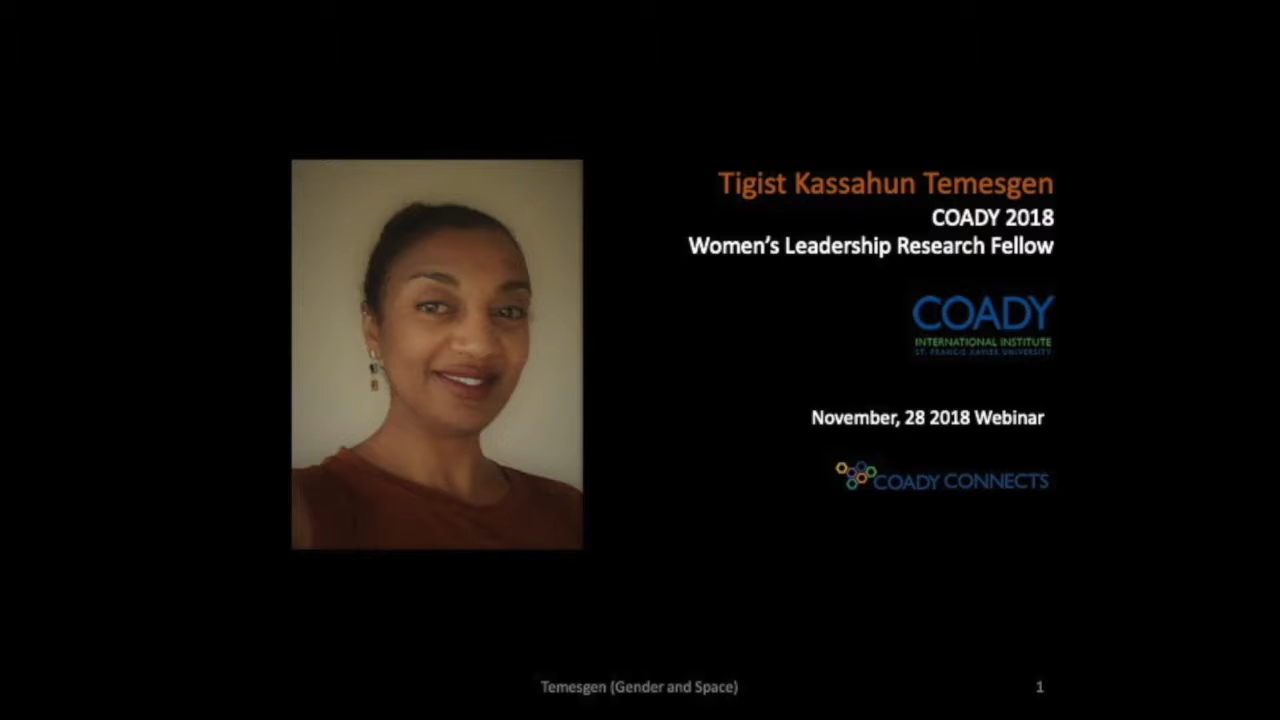 Tigist Kassahun Temesgen
COADY 2018
Women's Leadership Research Fellow
COADY
INTERNATIONAL INSTITUTE
ST. FRANCIS XAVIER UNIVERSITY
November, 28 2018 Webinar
COADY CONNECTS
Temesgen (Gender and Space)
1